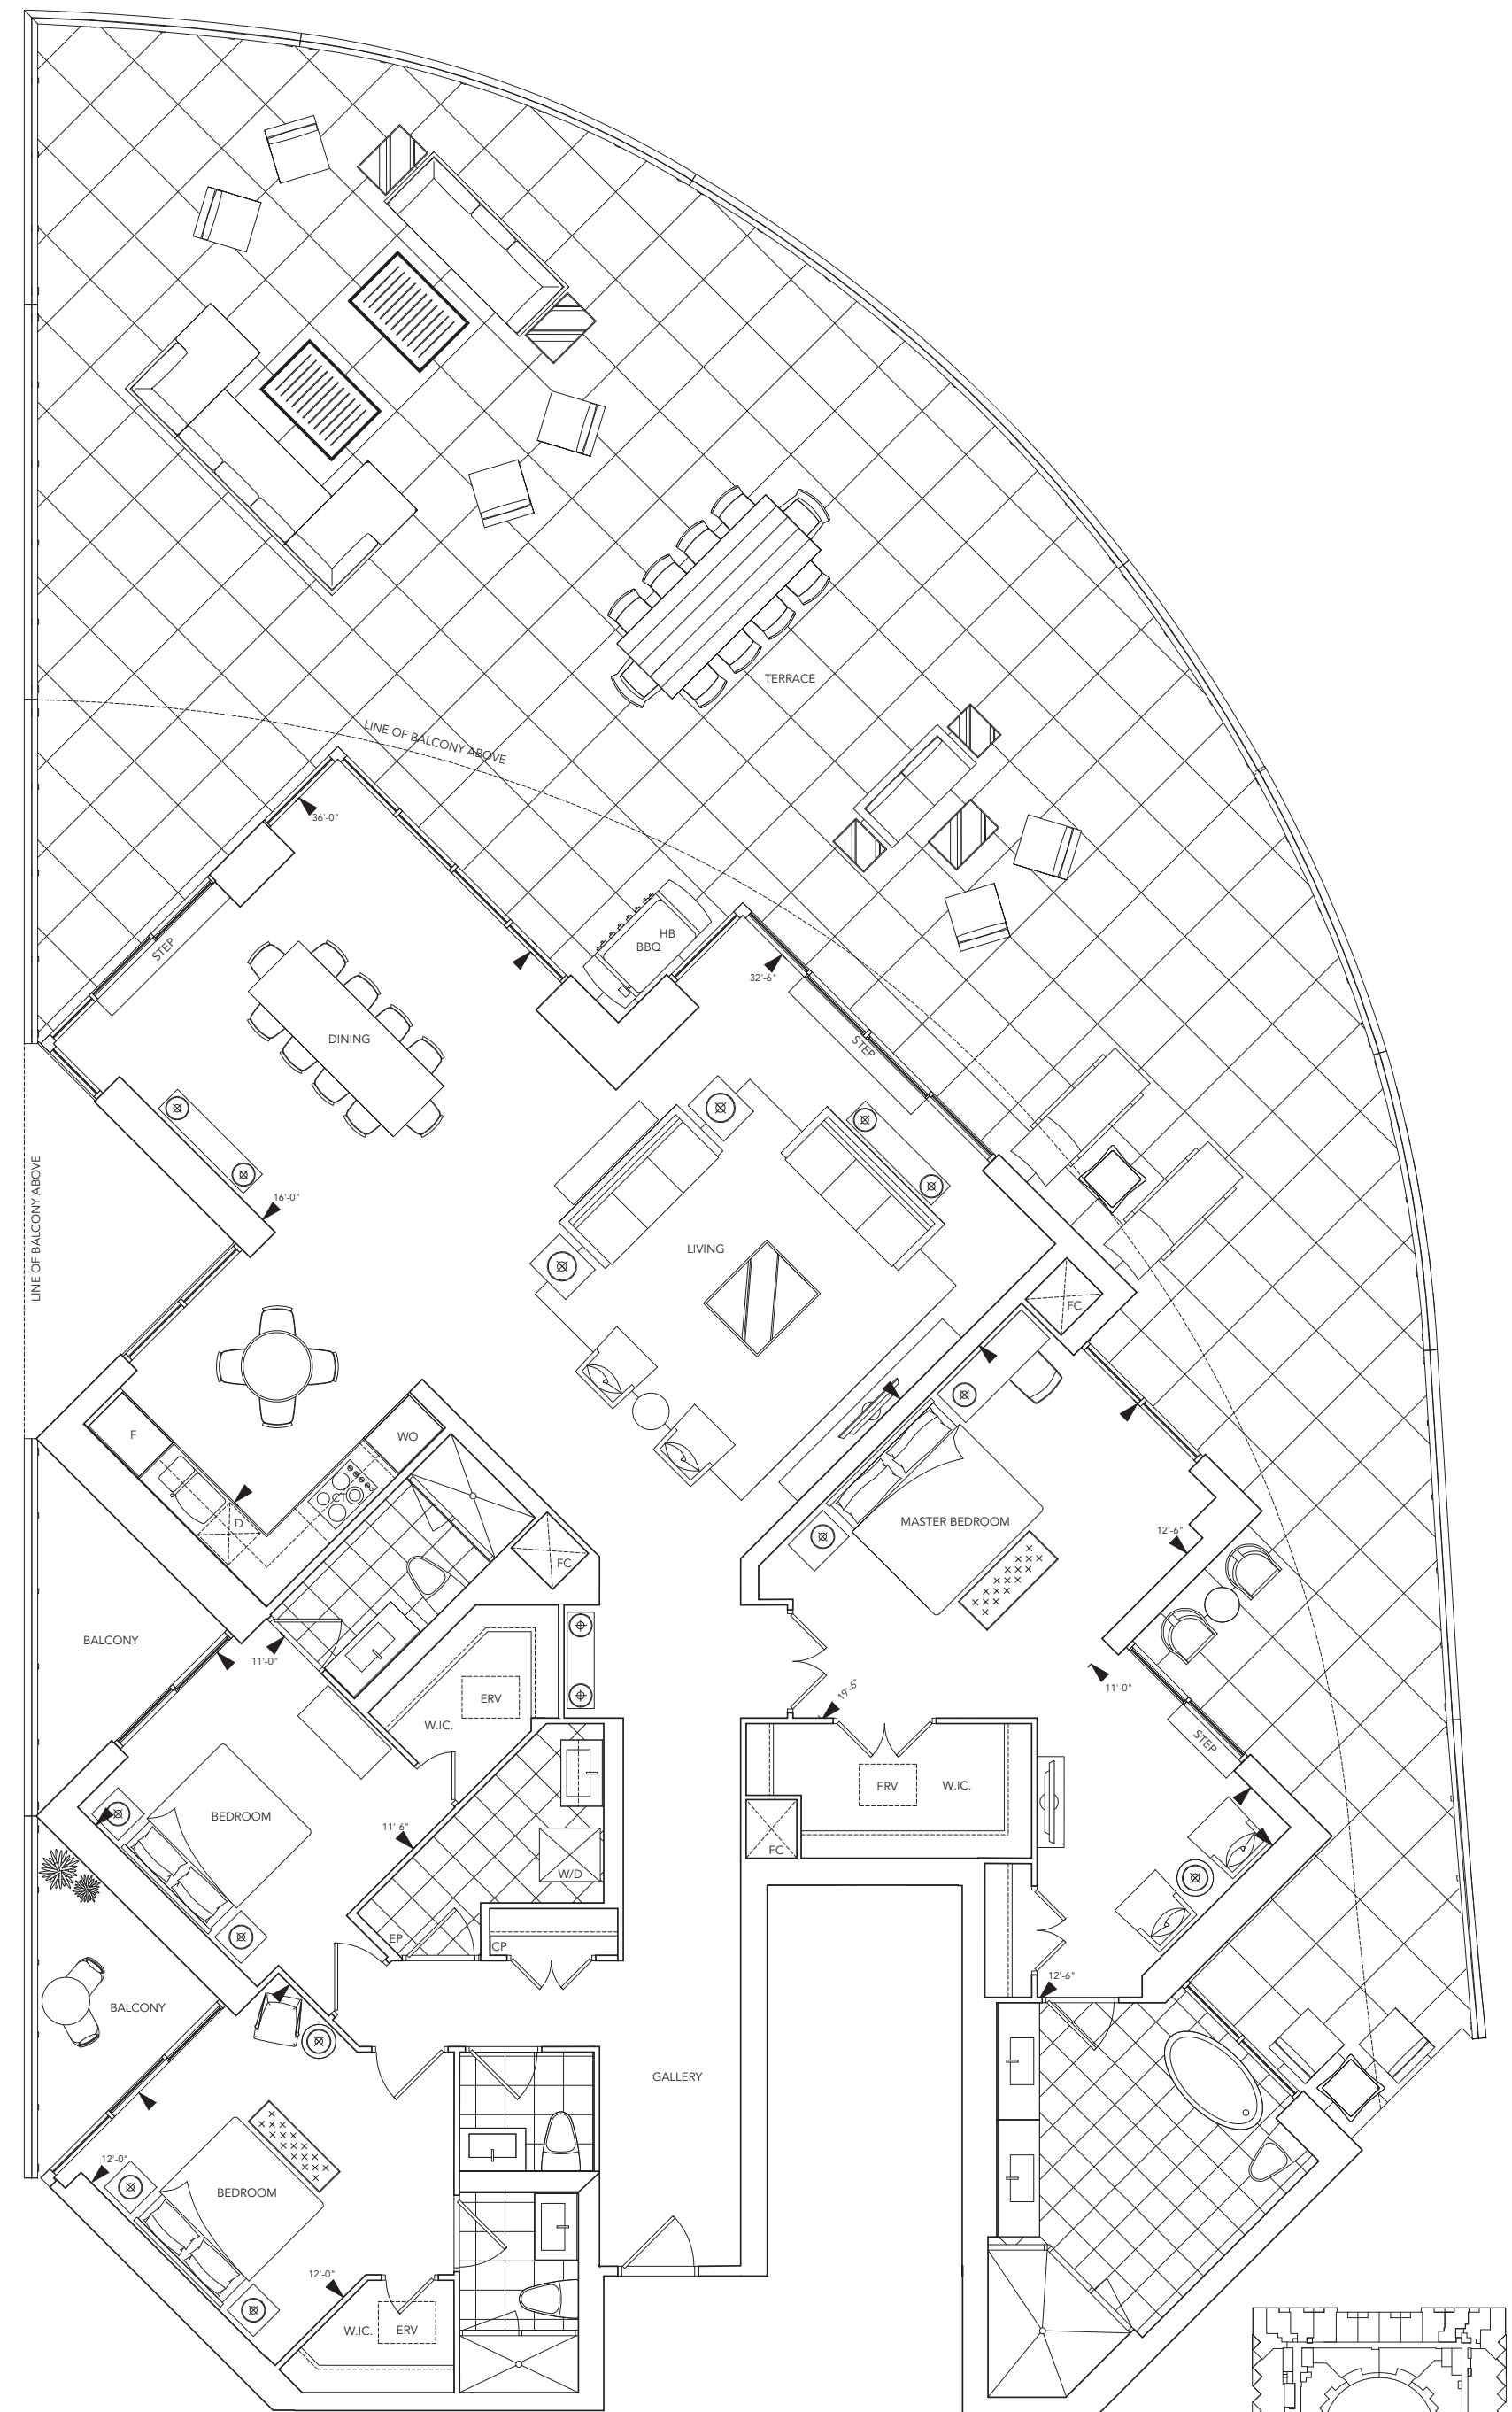 TERRACE
LINE OF BALCONY ABOVE
36'-0"
HB
BBQ
STEP
32'-6"
DINING
STEP
16'-0"
LINE OF BALCONY ABOVE
LIVING
FC
F
WO
CT
D
MASTER BEDROOM
12'-6"
FC
BALCONY
11'-0"
11'-0"
19'-6"
ERV
W.I.C.
STEP
ERV
W.I.C.
BEDROOM
11'-6"
FC
W/D
EP
CP
12'-6"
BALCONY
GALLERY
12'-0"
BEDROOM
12'-0"
W.I.C.
ERV